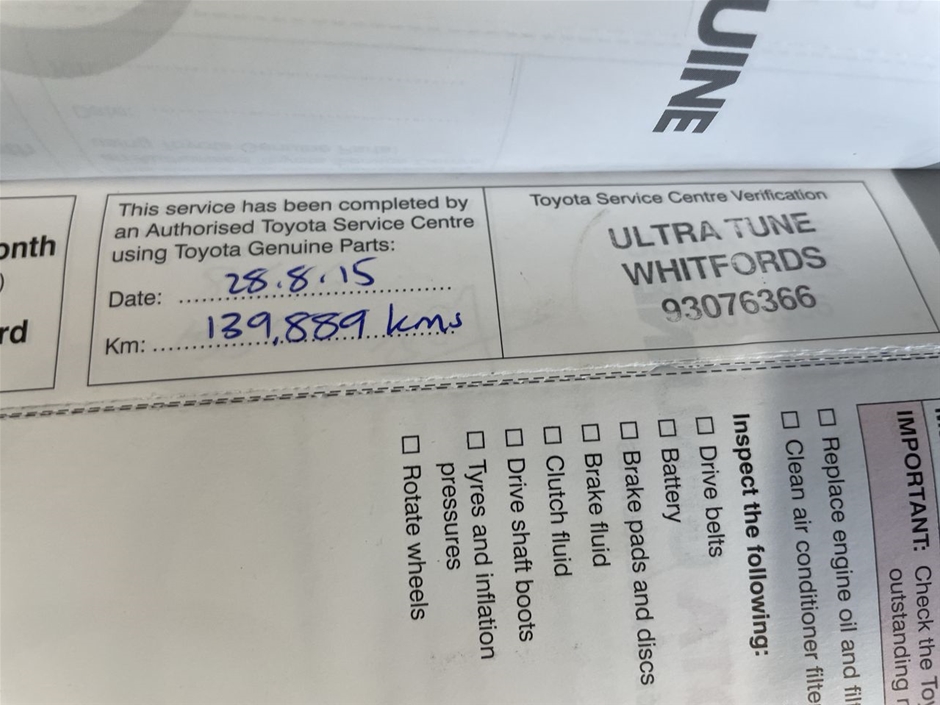 UINE
onth
)
rd
This service has been completed by
an Authorised Toyota Service Centre
using Toyota Genuine Parts:
Date: 28.8.15
Km: 139,889 kms
Toyota Service Centre Verification
ULTRA TUNE
WHITFORDS
93076366
IMPORTANT: Check the Toy
outstanding r
☐ Replace engine oil and filt
☐ Clean air conditioner filte
Inspect the following:
☐ Drive belts
☐ Battery
☐ Brake pads and discs
☐ Brake fluid
☐ Clutch fluid
☐ Drive shaft boots
☐ Tyres and inflation
pressures
☐ Rotate wheels